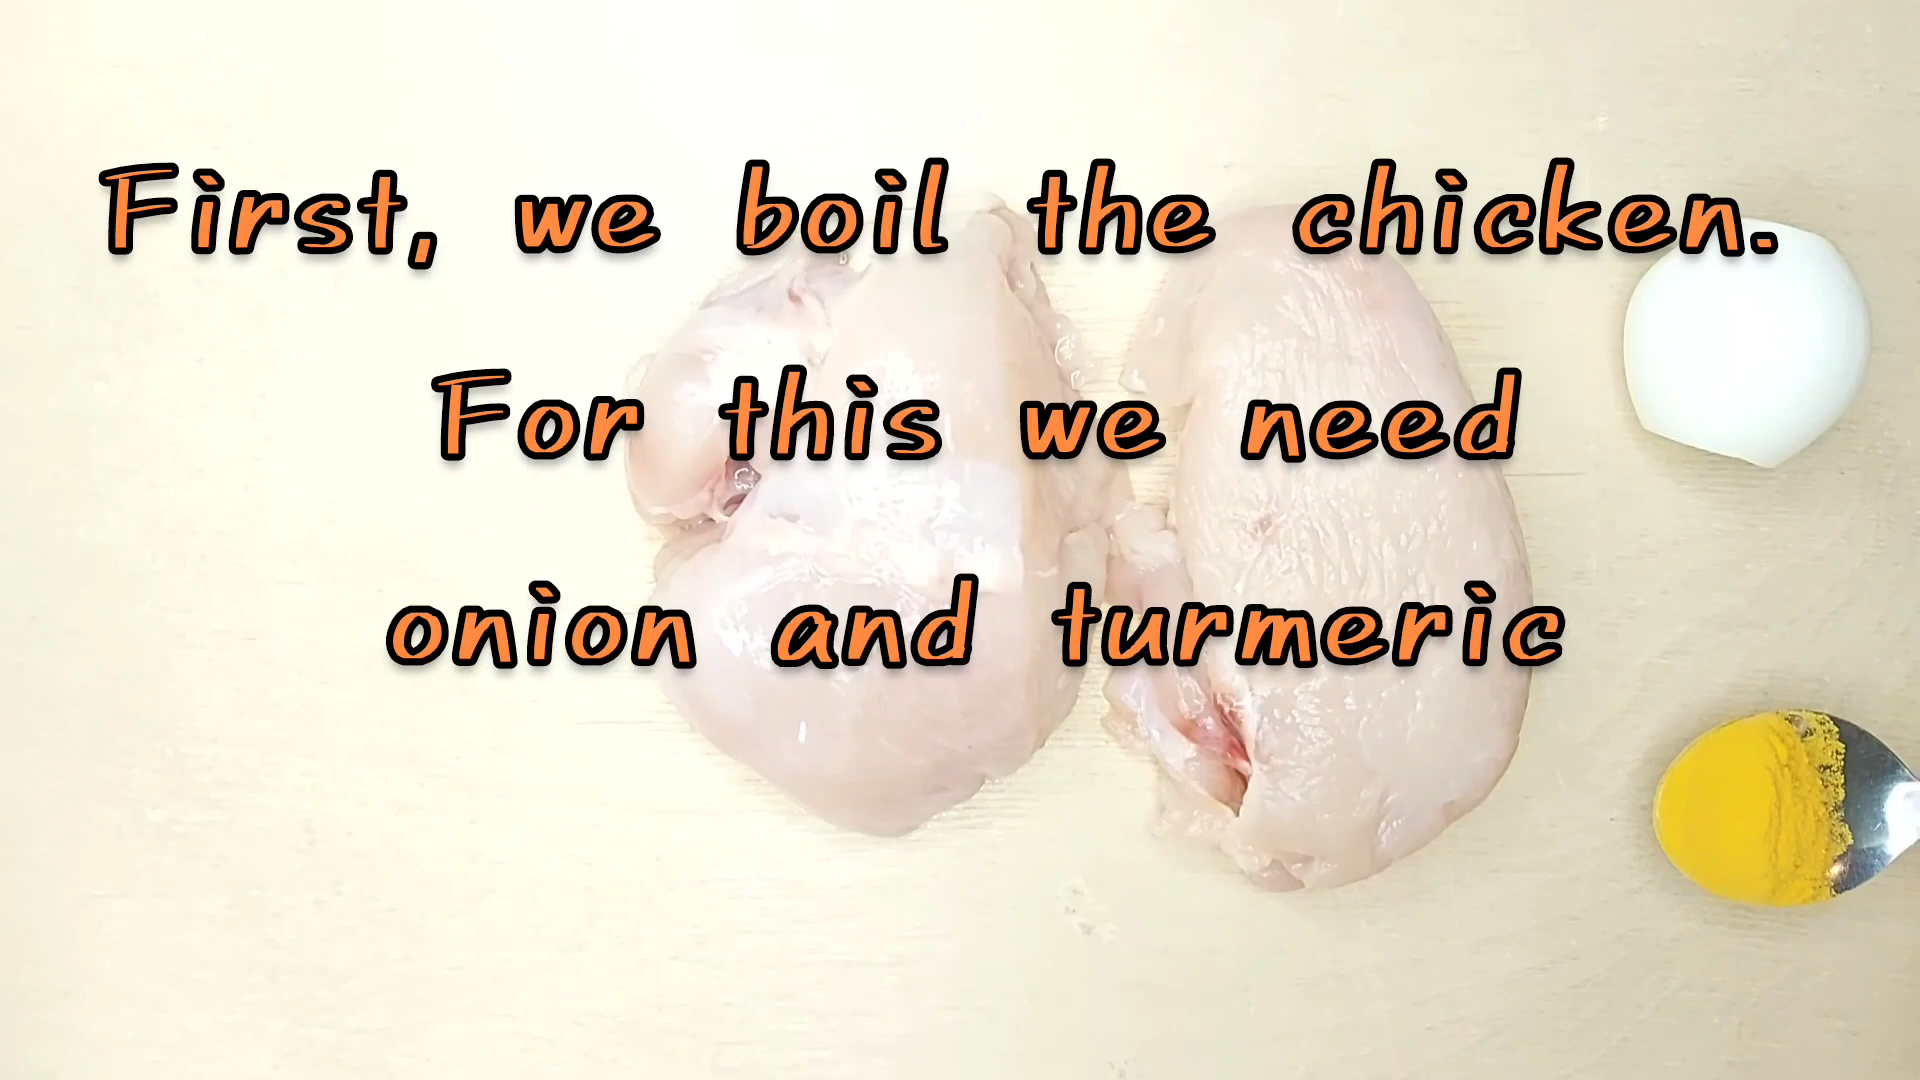 First, we boil the chicken.
For this we need
onion and turmeric